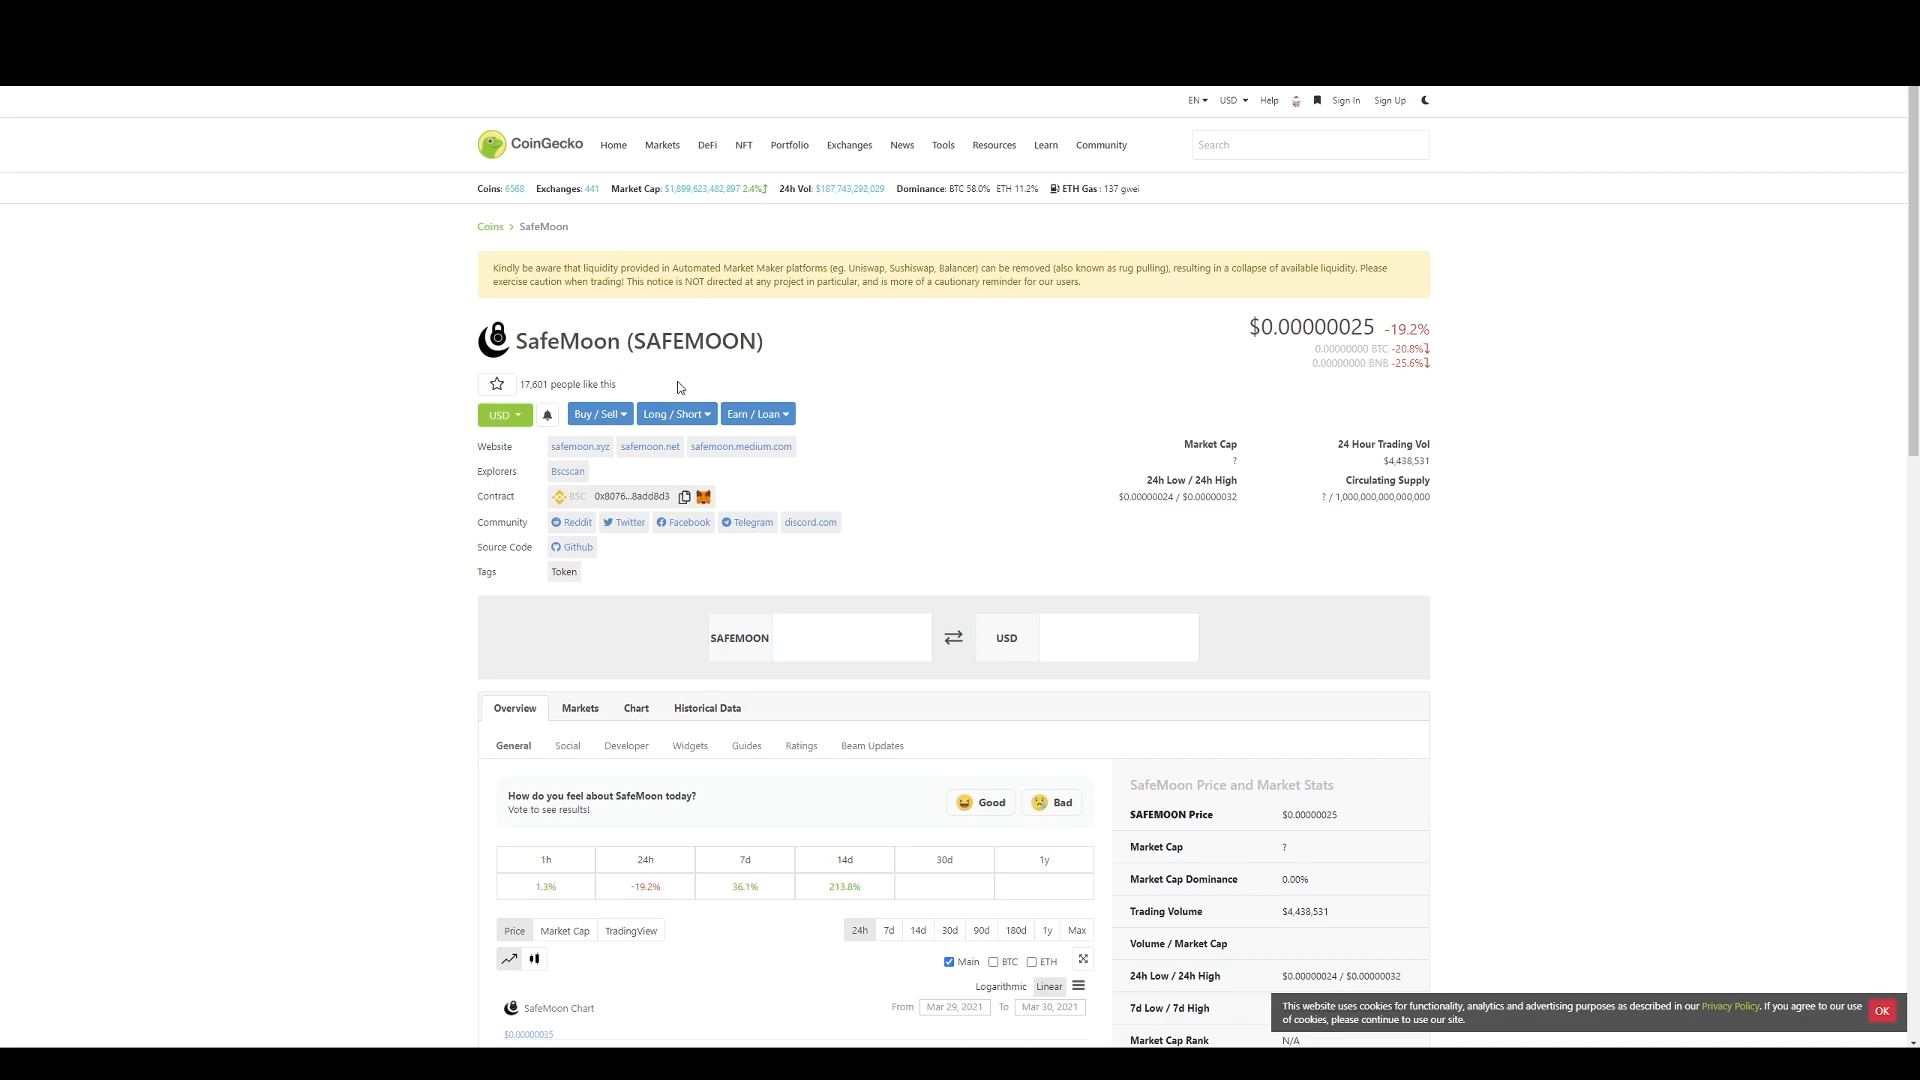 EN USD Help Sign In Sign Up
CoinGecko Home Markets DeFi NFT Portfolio Exchanges News Tools Resources Learn Community Search
Coins: 6568 Exchanges: 441 Market Cap: $1,899,623,482,897 2.4% 24h Vol: $187,743,292,029 Dominance: BTC 58.0% ETH 11.2% ETH Gas : 137 gwei
Coins > SafeMoon
Kindly be aware that liquidity provided in Automated Market Maker platforms (eg. Uniswap, Sushiswap, Balancer) can be removed (also known as rug pulling), resulting in a collapse of available liquidity. Please
exercise caution when trading! This notice is NOT directed at any project in particular, and is more of a cautionary reminder for our users.
SafeMoon (SAFEMOON)
$0.00000025 -19.2%
0.00000000 BTC -20.8%
0.00000000 BNB -25.6%
17,601 people like this
USD Buy / Sell Long / Short Earn / Loan
Website safemoon.xyz safemoon.net safemoon.medium.com
Explorers Bscscan
Contract BSC 0x8076...8add8d3
Community Reddit Twitter Facebook Telegram discord.com
Source Code Github
Tags Token
Market Cap 24 Hour Trading Vol
? $4,438,531
24h Low / 24h High Circulating Supply
$0.00000024 / $0.00000032 ? / 1,000,000,000,000,000
SAFEMOON USD
Overview Markets Chart Historical Data
General Social Developer Widgets Guides Ratings Beam Updates
How do you feel about SafeMoon today?
Vote to see results!
Good Bad
1h 24h 7d 14d 30d 1y
1.3% -19.2% 36.1% 213.8%
Price Market Cap TradingView 24h 7d 14d 30d 90d 180d 1y Max
Main BTC ETH
Logarithmic Linear
SafeMoon Chart From Mar 29, 2021 To Mar 30, 2021
$0.00000035
SafeMoon Price and Market Stats
SAFEMOON Price $0.00000025
Market Cap ?
Market Cap Dominance 0.00%
Trading Volume $4,438,531
Volume / Market Cap
24h Low / 24h High $0.00000024 / $0.00000032
7d Low / 7d High
Market Cap Rank N/A
This website uses cookies for functionality, analytics and advertising purposes as described in our Privacy Policy. If you agree to our use
of cookies, please continue to use our site.
OK